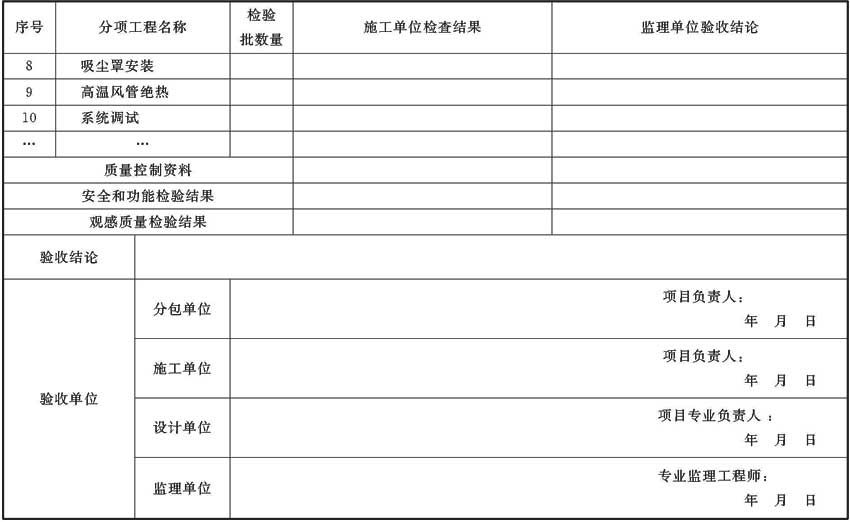 序号 分项工程名称 检验 批数量 施工单位检查结果 监理单位验收结论
8 吸尘罩安装
9 高温风管绝热
10 系统调试
… …
质量控制资料
安全和功能检验结果
观感质量检验结果
验收结论
验收单位
分包单位 项目负责人：
年 月 日
施工单位 项目负责人：
年 月 日
设计单位 项目专业负责人：
年 月 日
监理单位 专业监理工程师：
年 月 日